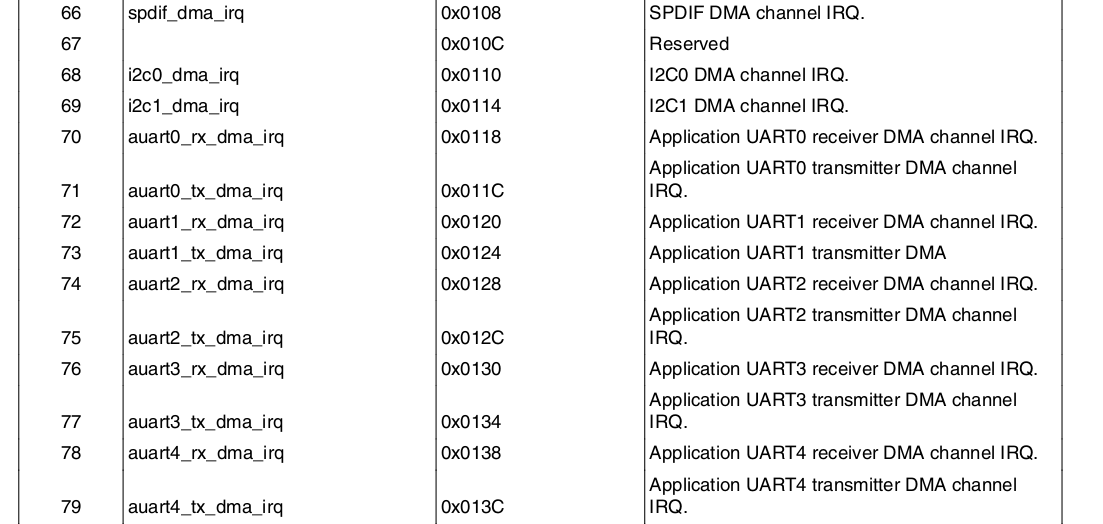 66 spdif_dma_irq 0x0108 SPDIF DMA channel IRQ.
67 0x010C Reserved
68 i2c0_dma_irq 0x0110 I2C0 DMA channel IRQ.
69 i2c1_dma_irq 0x0114 I2C1 DMA channel IRQ.
70 auart0_rx_dma_irq 0x0118 Application UART0 receiver DMA channel IRQ.
Application UART0 transmitter DMA channel
71 auart0_tx_dma_irq 0x011C IRQ.
72 auart1_rx_dma_irq 0x0120 Application UART1 receiver DMA channel IRQ.
73 auart1_tx_dma_irq 0x0124 Application UART1 transmitter DMA
74 auart2_rx_dma_irq 0x0128 Application UART2 receiver DMA channel IRQ.
Application UART2 transmitter DMA channel
75 auart2_tx_dma_irq 0x012C IRQ.
76 auart3_rx_dma_irq 0x0130 Application UART3 receiver DMA channel IRQ.
Application UART3 transmitter DMA channel
77 auart3_tx_dma_irq 0x0134 IRQ.
78 auart4_rx_dma_irq 0x0138 Application UART4 receiver DMA channel IRQ.
Application UART4 transmitter DMA channel
79 auart4_tx_dma_irq 0x013C IRQ.